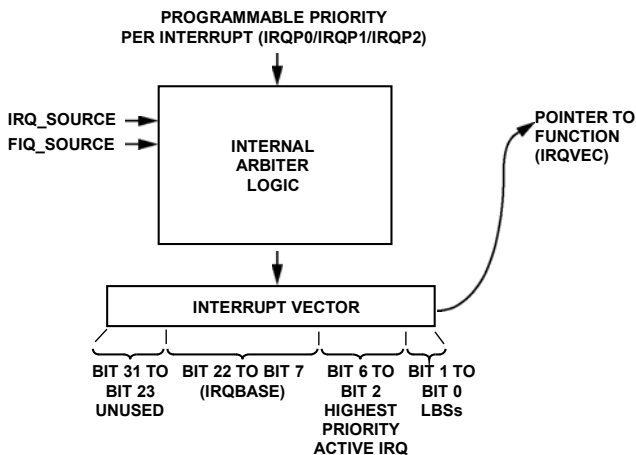 PROGRAMMABLE PRIORITY
PER INTERRUPT (IRQP0/IRQP1/IRQP2)
IRQ_SOURCE
FIQ_SOURCE
INTERNAL
ARBITER
LOGIC
POINTER TO
FUNCTION
(IRQVEC)
INTERRUPT VECTOR
BIT 31 TO
BIT 23
UNUSED
BIT 22 TO BIT 7
(IRQBASE)
BIT 6 TO
BIT 2
HIGHEST
PRIORITY
ACTIVE IRQ
BIT 1 TO
BIT 0
LBSs